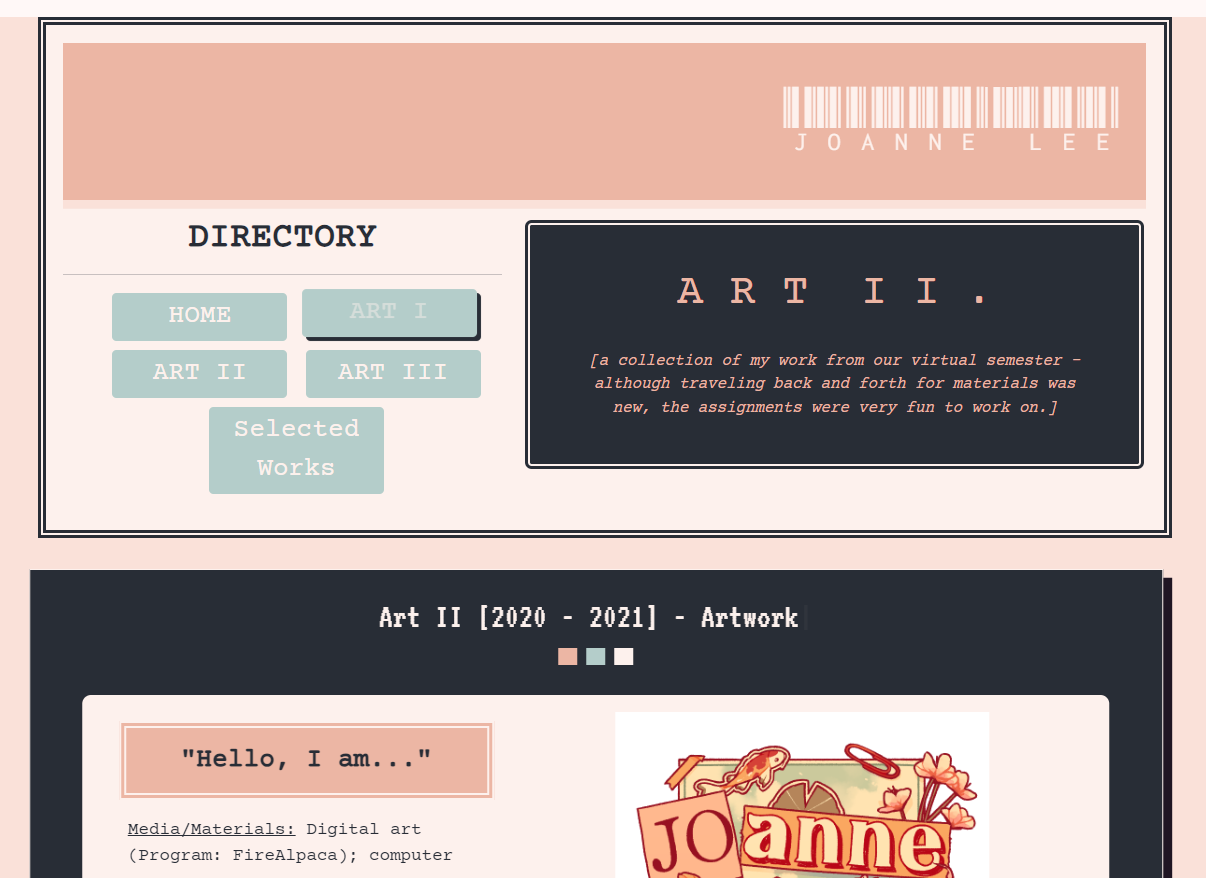 JOANNE LEE
DIRECTORY
HOME
ART I
ART II
ART III
Selected
Works
ART II.
[a collection of my work from our virtual semester -
although traveling back and forth for materials was
new, the assignments were very fun to work on.]
Art II [2020 - 2021] - Artwork
"Hello, I am..."
Media/Materials: Digital art
(Program: FireAlpaca); computer
JOanne